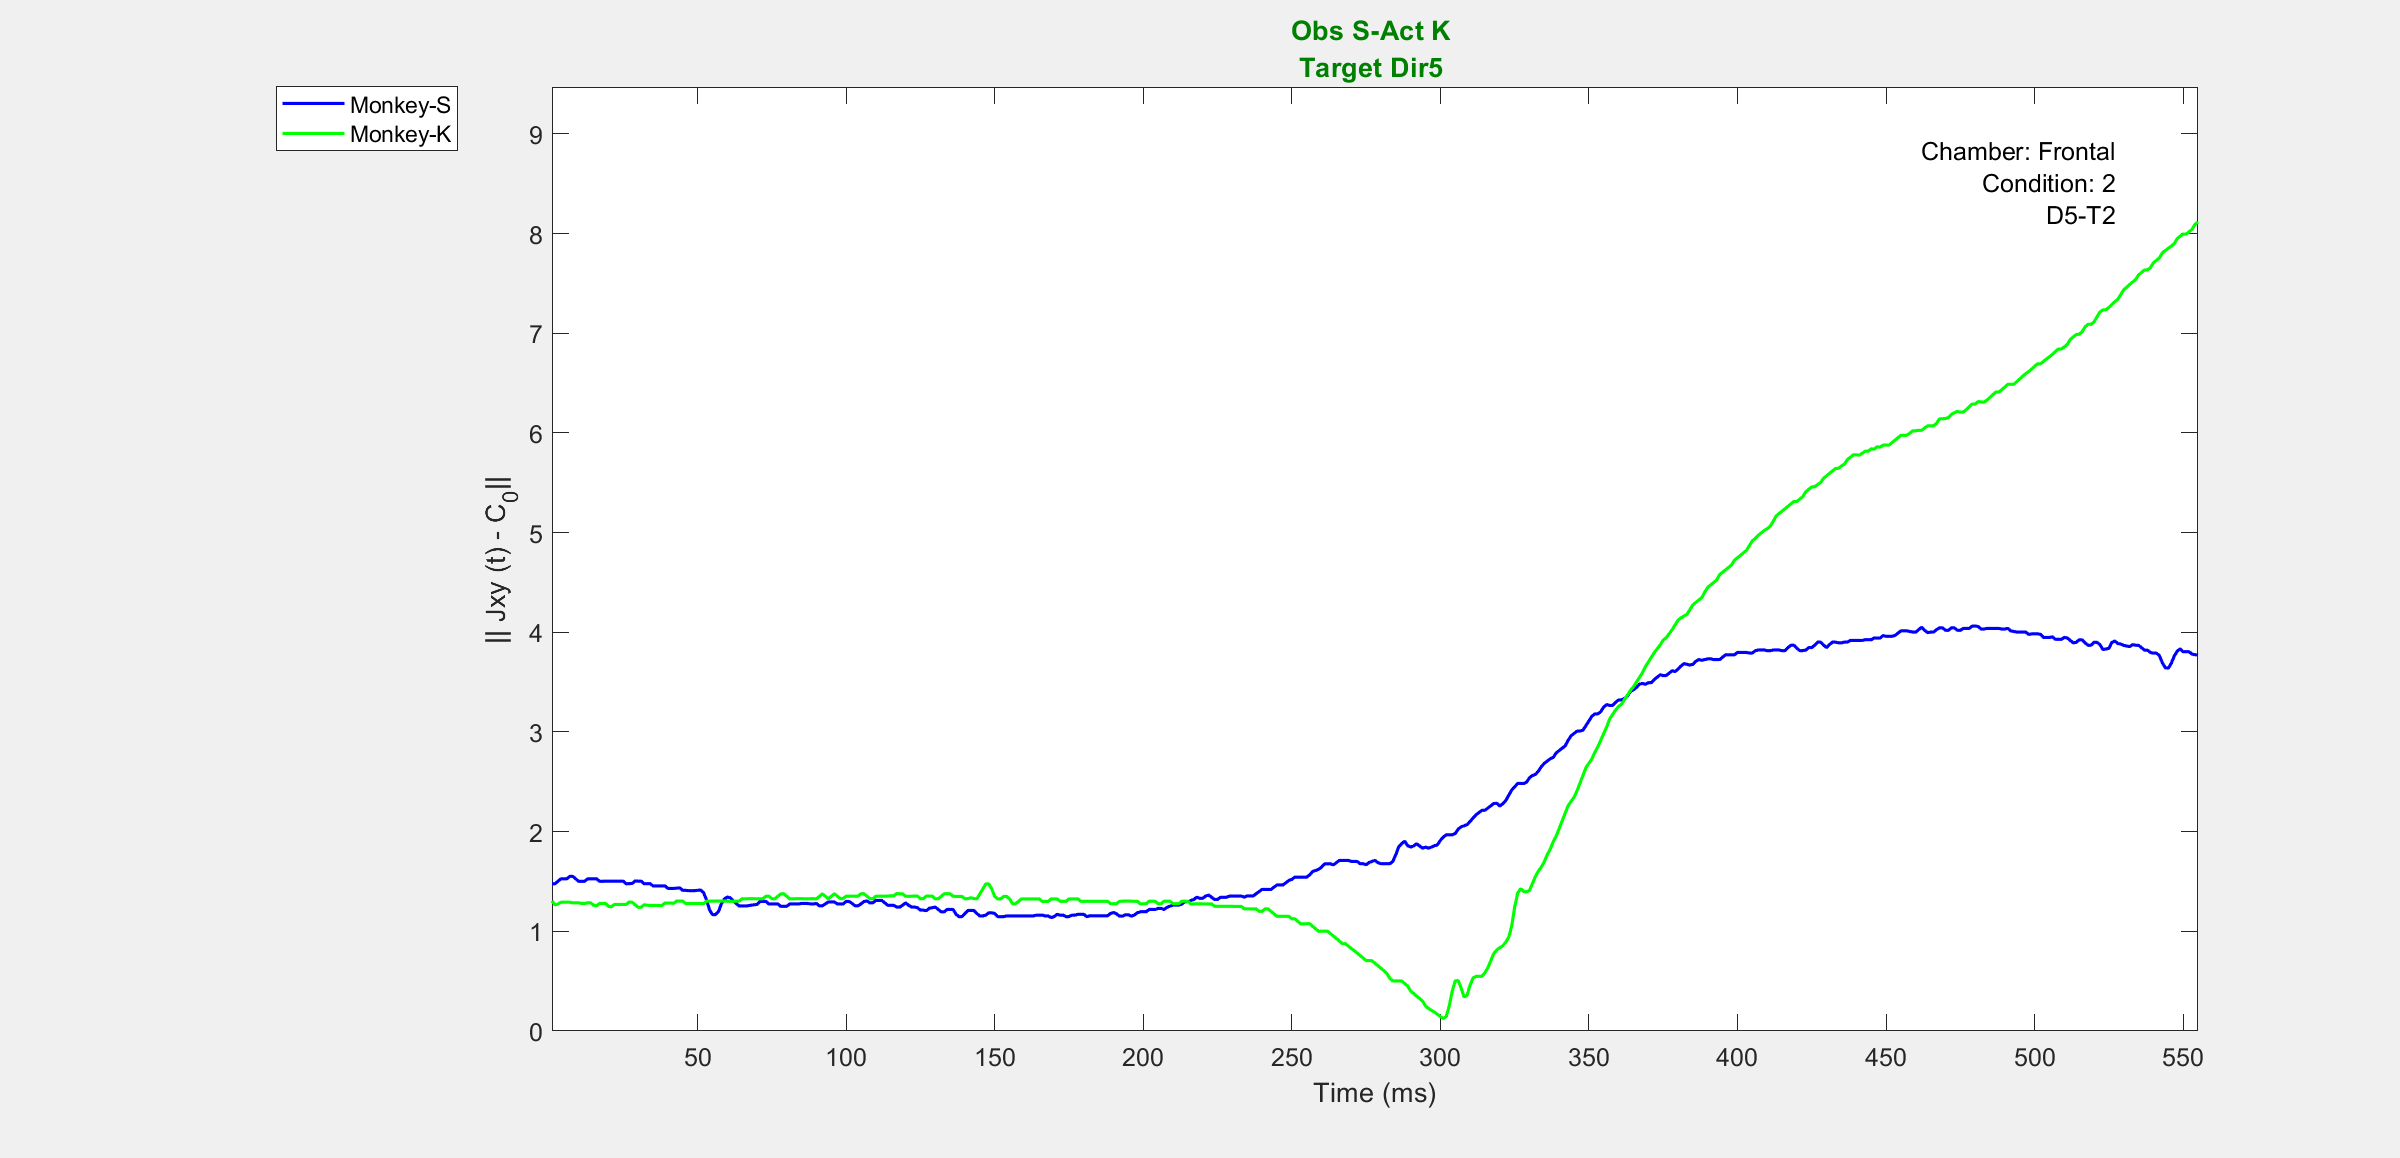 Obs S-Act K
Target Dir5
Monkey-S
Monkey-K
Chamber: Frontal
Condition: 2
D5-T2
|| Jxy (t) - C0||
9
8
7
6
5
4
3
2
1
0
50 100 150 200 250 300 350 400 450 500 550
Time (ms)